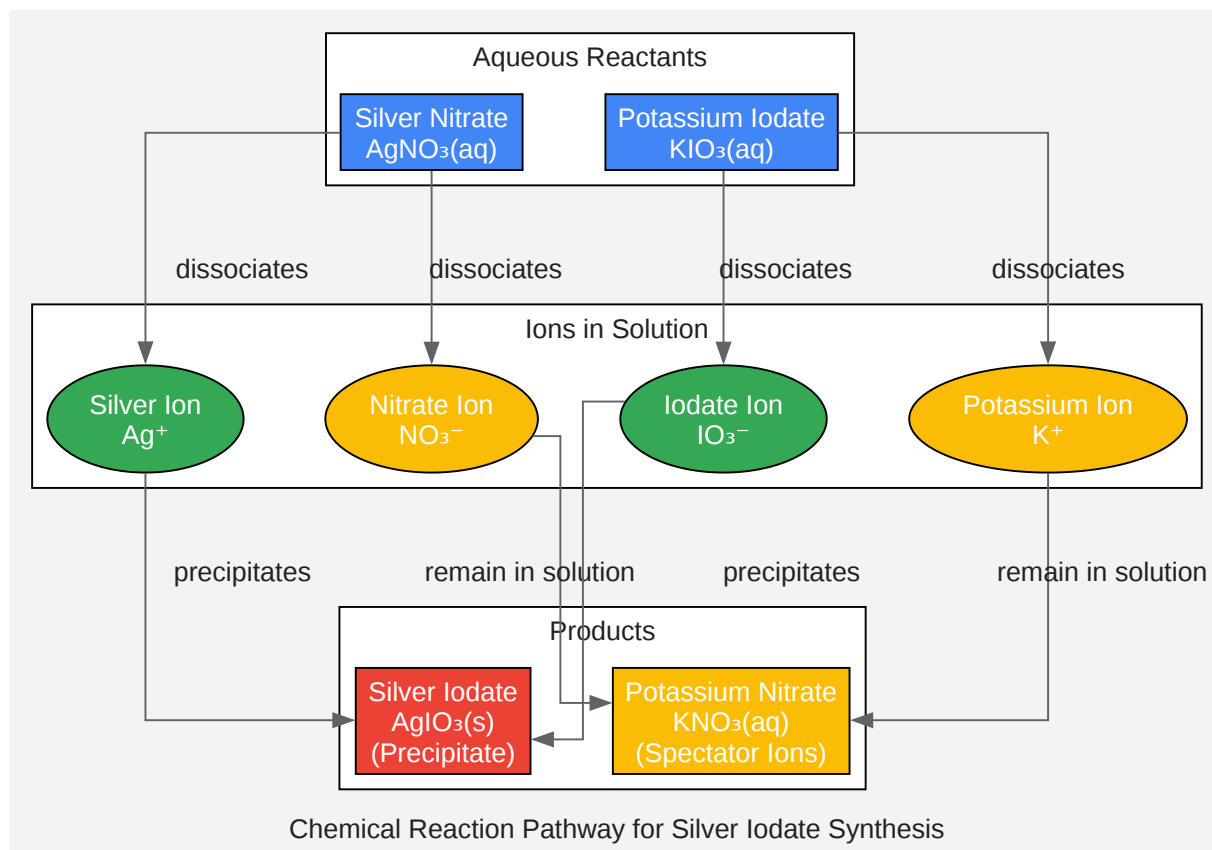 Aqueous Reactants
Silver Nitrate
AgNO₃(aq)
Potassium Iodate
KIO₃(aq)
dissociates
dissociates
dissociates
dissociates
Ions in Solution
Silver Ion
Ag⁺
Nitrate Ion
NO₃⁻
Iodate Ion
IO₃⁻
Potassium Ion
K⁺
precipitates
remain in solution
precipitates
remain in solution
Products
Silver Iodate
AgIO₃(s)
(Precipitate)
Potassium Nitrate
KNO₃(aq)
(Spectator Ions)
Chemical Reaction Pathway for Silver Iodate Synthesis